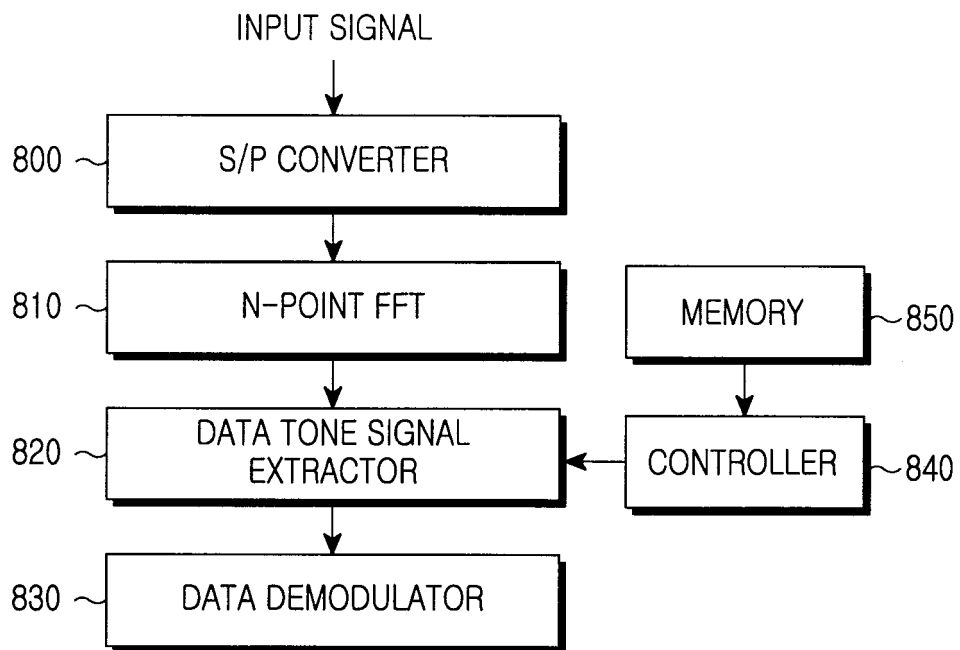 INPUT SIGNAL
800
S/P CONVERTER
810
N-POINT FFT
MEMORY
850
820
DATA TONE SIGNAL
EXTRACTOR
CONTROLLER
840
830
DATA DEMODULATOR